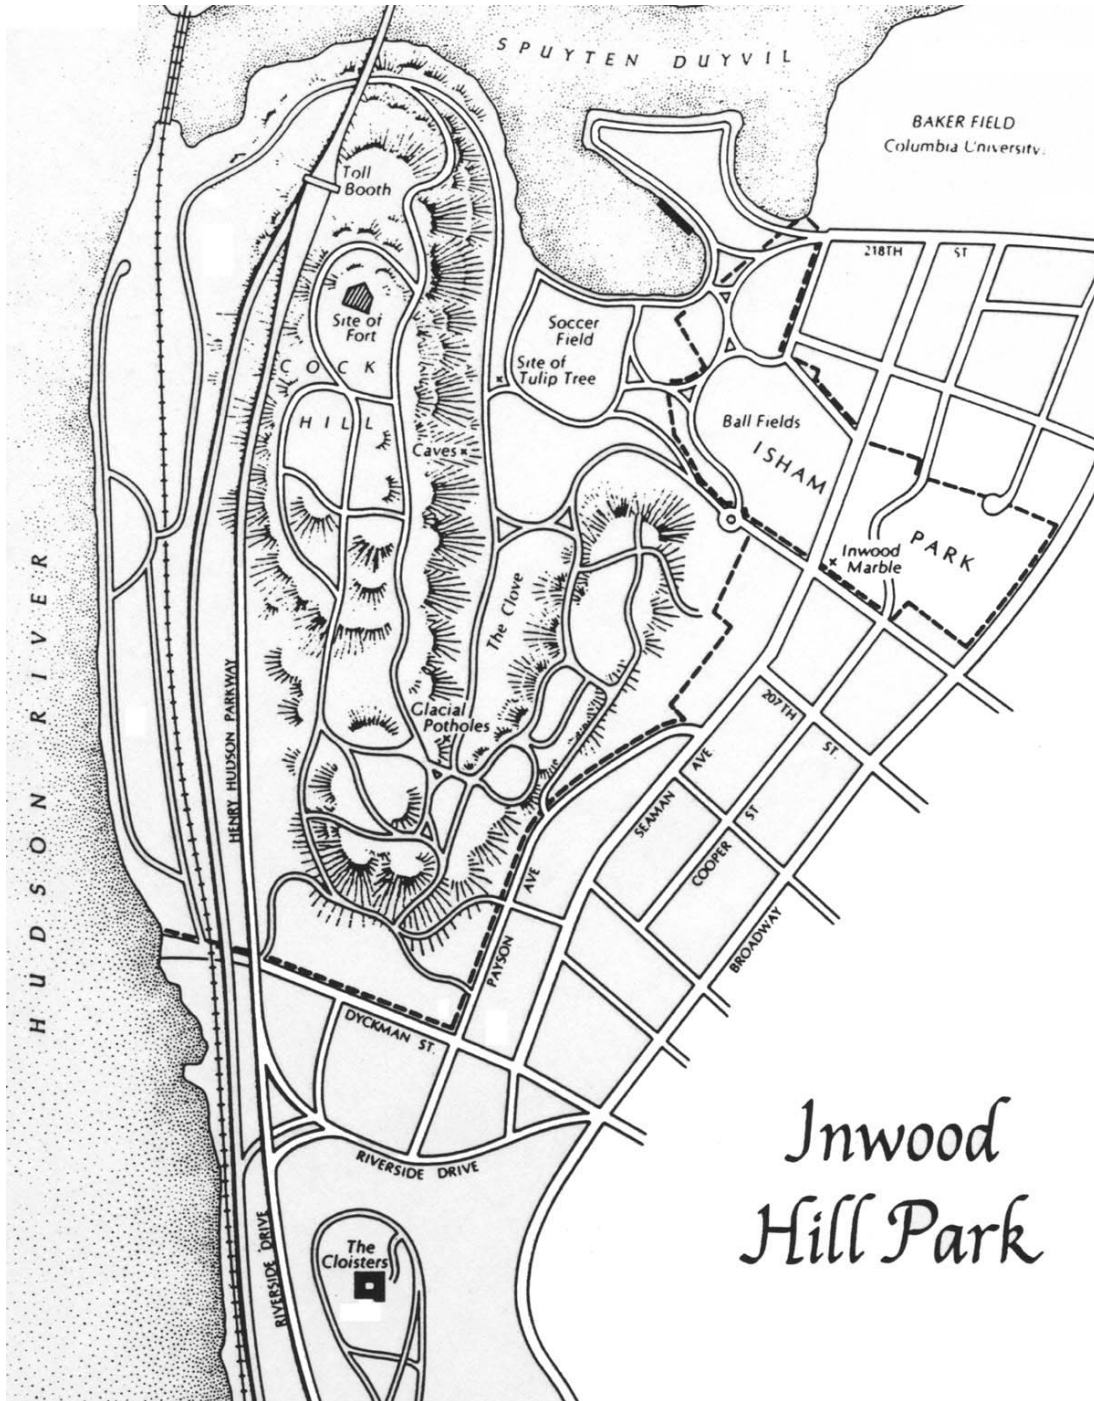 SPUYTEN DUYVIL
BAKER FIELD
Columbia University.
Toll
Booth
218TH ST
Site of
Fort
Soccer
Field
Site of
Tulip Tree
COCK
HILL
Ball Fields
Caves
ISHAM
PARK
Inwood
Marble
The Clove
HUDSON RIVER
HENRY HUDSON PARKWAY
Glacial
Potholes
207TH ST.
SEAMAN AVE
COOPER ST
PAYSON AVE
BROADWAY
DYCKMAN ST.
RIVERSIDE DRIVE
RIVERSIDE DRIVE
The
Cloisters
Inwood
Hill Park